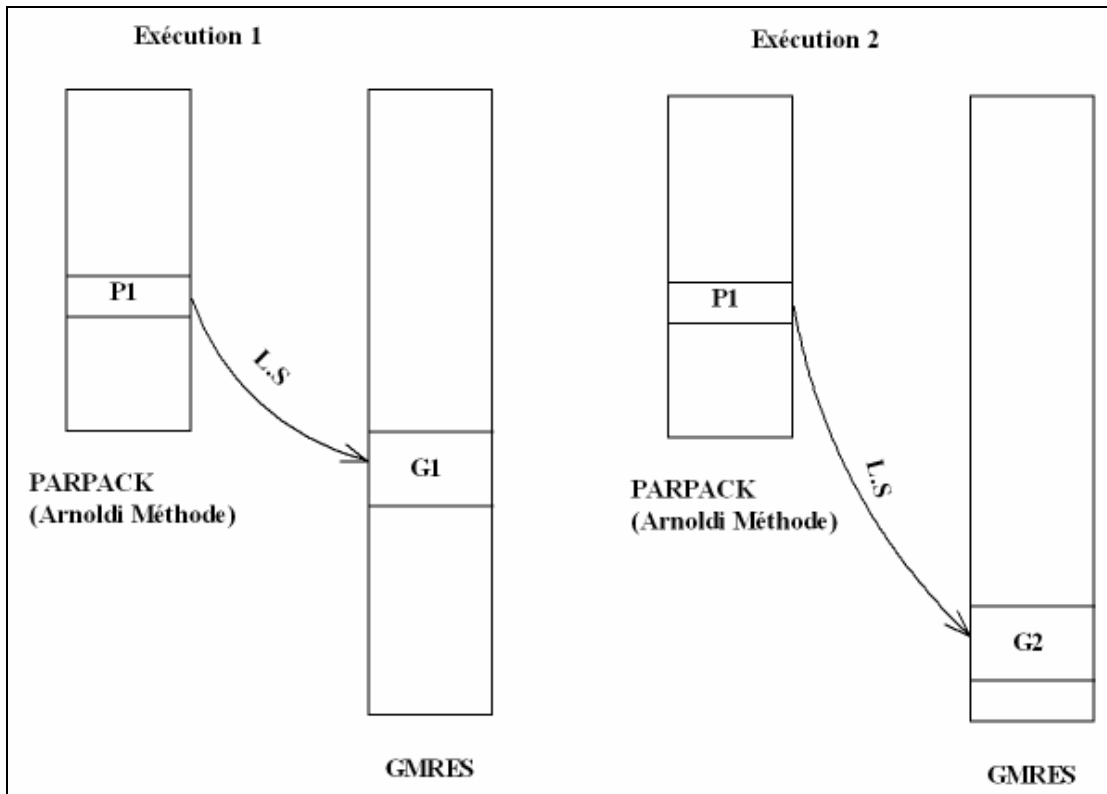 Exécution 1
P1
L.S
G1
PARPACK
(Arnoldi Méthode)
GMRES
Exécution 2
P1
L.S
G2
PARPACK
(Arnoldi Méthode)
GMRES